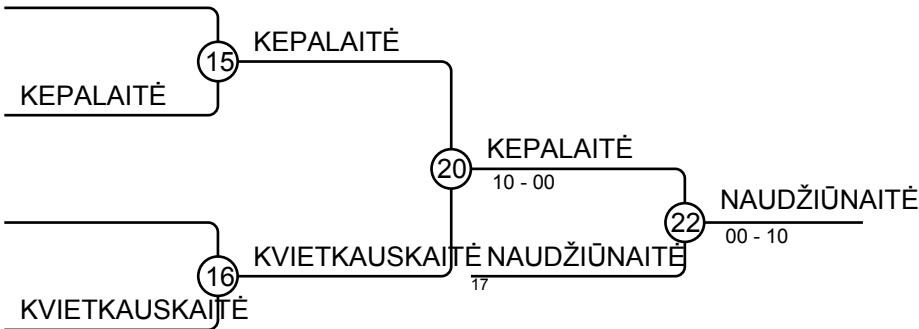 15
KEPALAITĖ
KEPALAITĖ
20
KEPALAITĖ
10 - 00
22
NAUDŽIŪNAITĖ
00 - 10
16
KVIETKAUSKAITĖ
NAUDŽIŪNAITĖ
17
KVIETKAUSKAITĖ